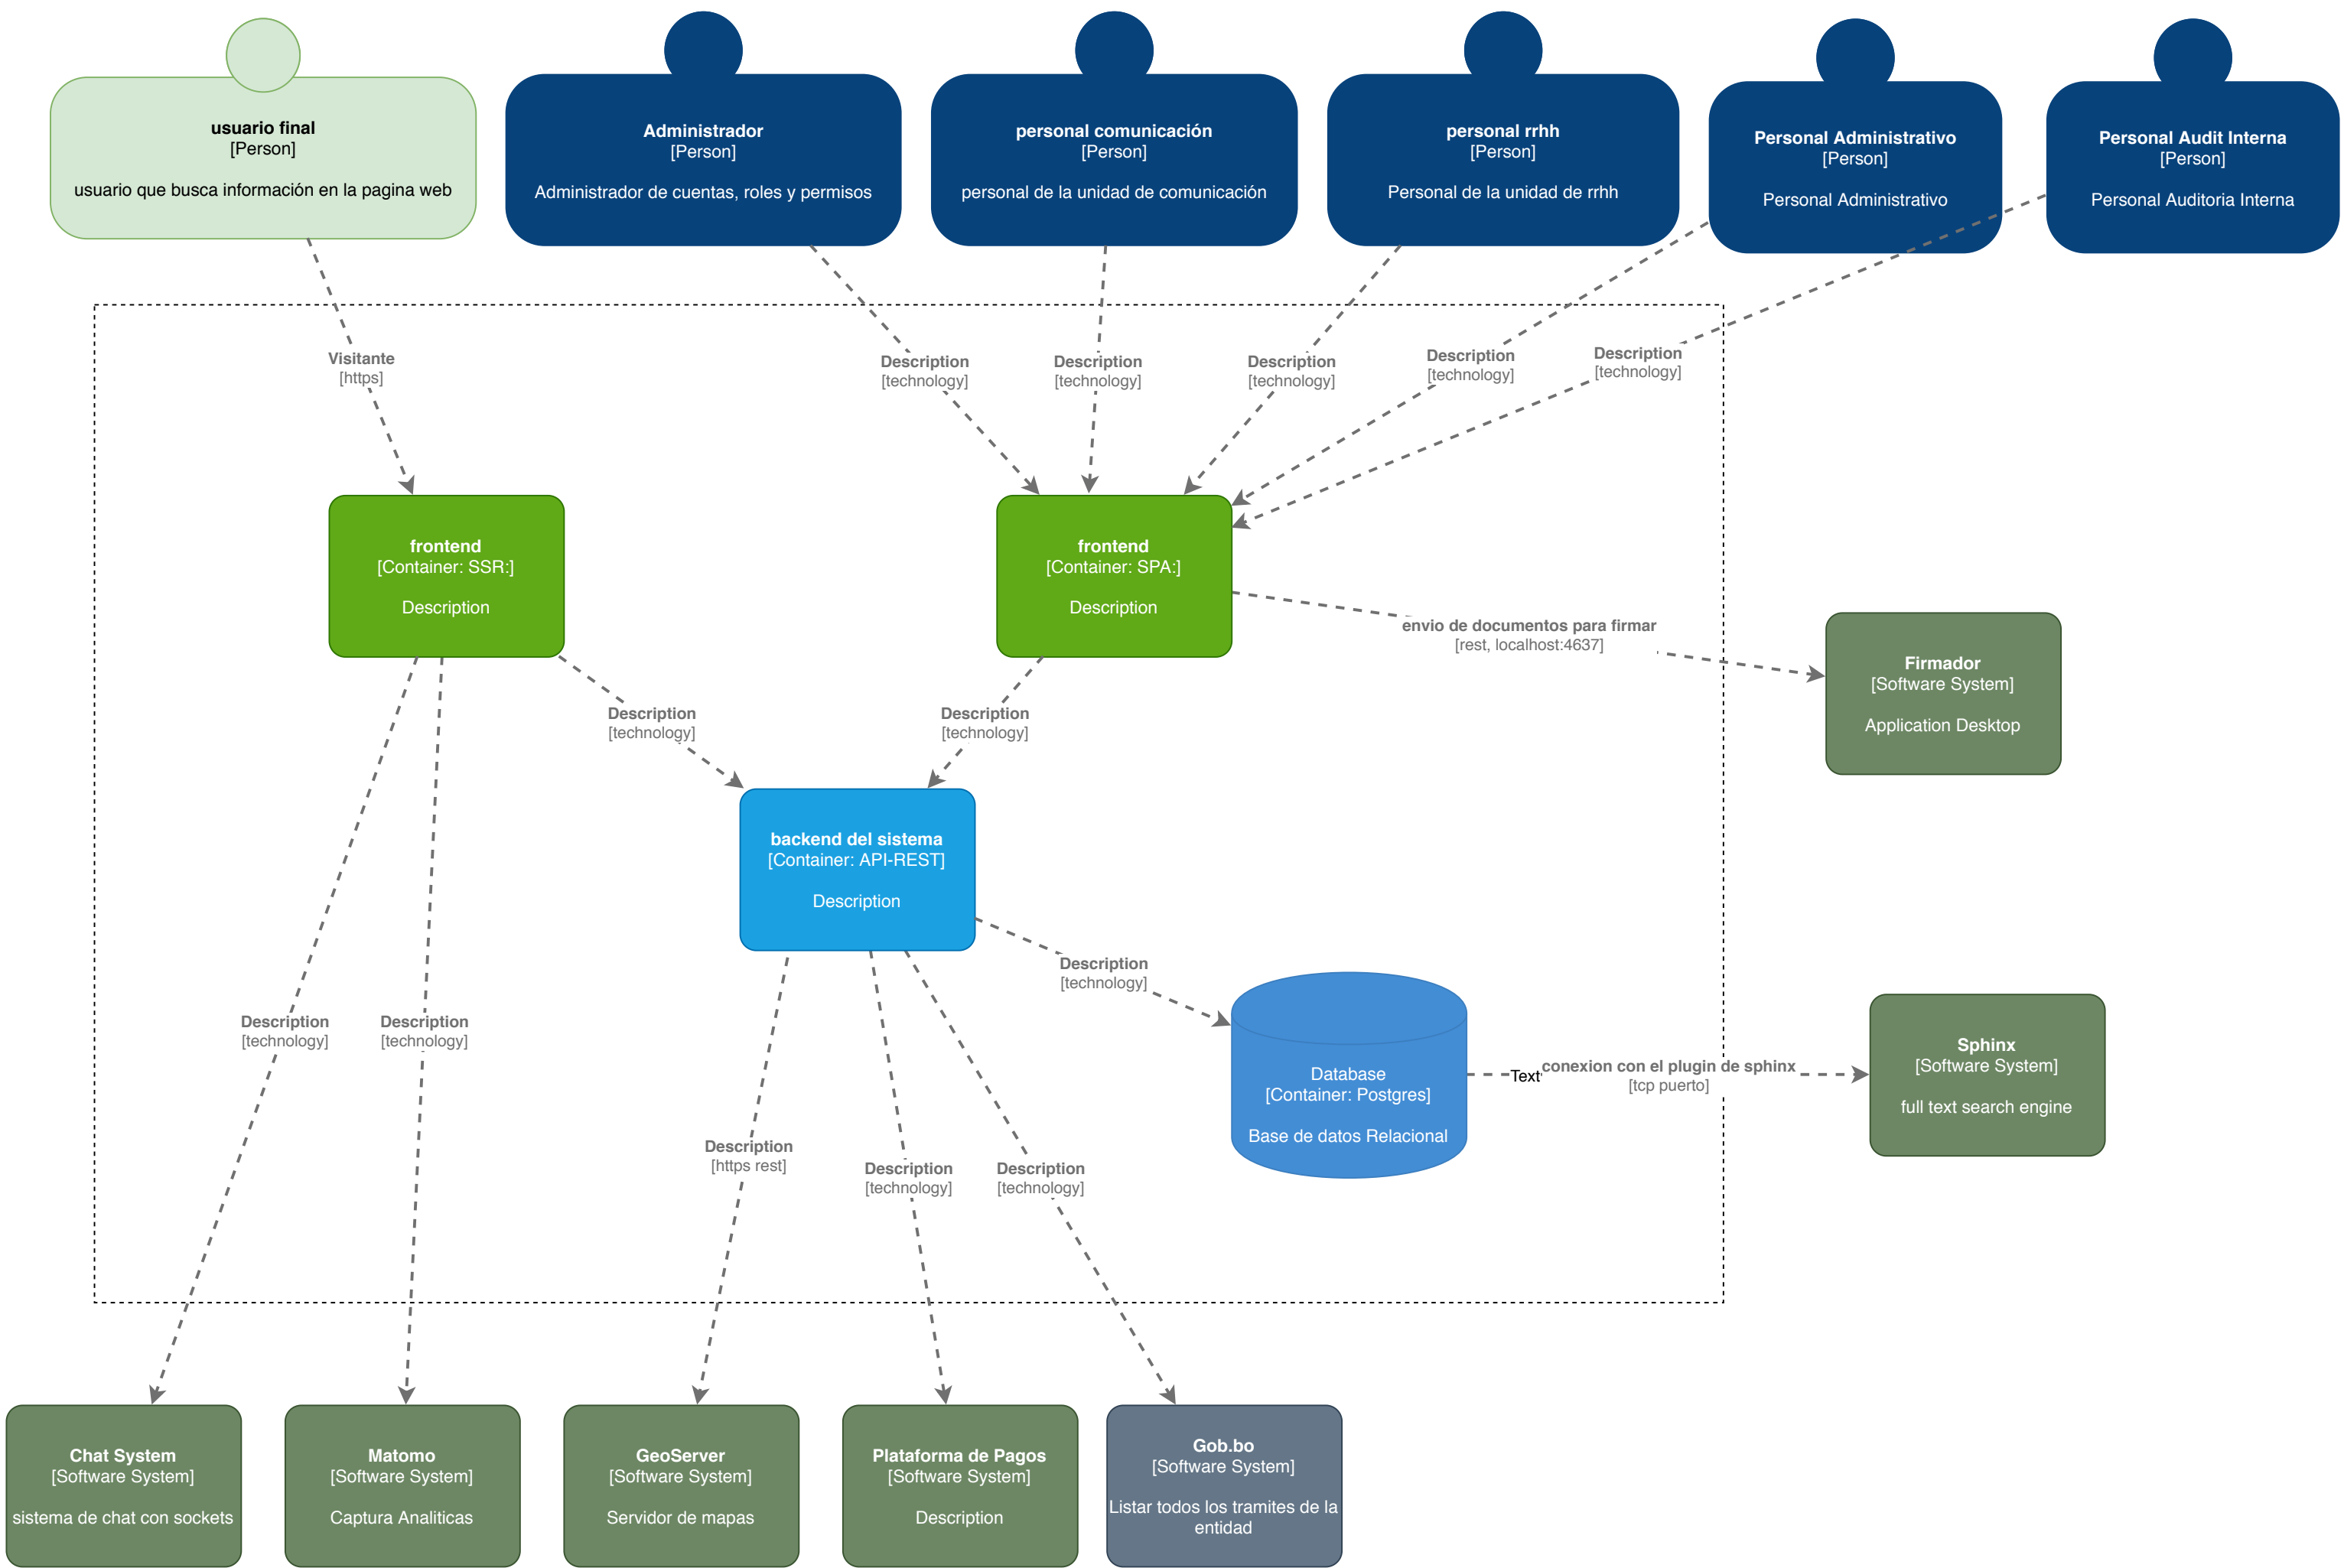 usuario final
[Person]
usuario que busca información en la pagina web
Administrador
[Person]
Administrador de cuentas, roles y permisos
personal comunicación
[Person]
personal de la unidad de comunicación
personal rrhh
[Person]
Personal de la unidad de rrhh
Personal Administrativo
[Person]
Personal Administrativo
Personal Audit Interna
[Person]
Personal Auditoria Interna
Visitante
[https]
Description
[technology]
Description
[technology]
Description
[technology]
Description
[technology]
Description
[technology]
frontend
[Container: SSR:]
Description
frontend
[Container: SPA:]
Description
envio de documentos para firmar
[rest, localhost:4637]
Firmador
[Software System]
Application Desktop
Description
[technology]
Description
[technology]
backend del sistema
[Container: API-REST]
Description
Description
[technology]
Description
[technology]
Description
[technology]
Database
[Container: Postgres]
Base de datos Relacional
Text
conexion con el plugin de sphinx
[tcp puerto]
Sphinx
[Software System]
full text search engine
Description
[https rest]
Description
[technology]
Description
[technology]
Chat System
[Software System]
sistema de chat con sockets
Matomo
[Software System]
Captura Analiticas
GeoServer
[Software System]
Servidor de mapas
Plataforma de Pagos
[Software System]
Description
Gob.bo
[Software System]
Listar todos los tramites de la
entidad